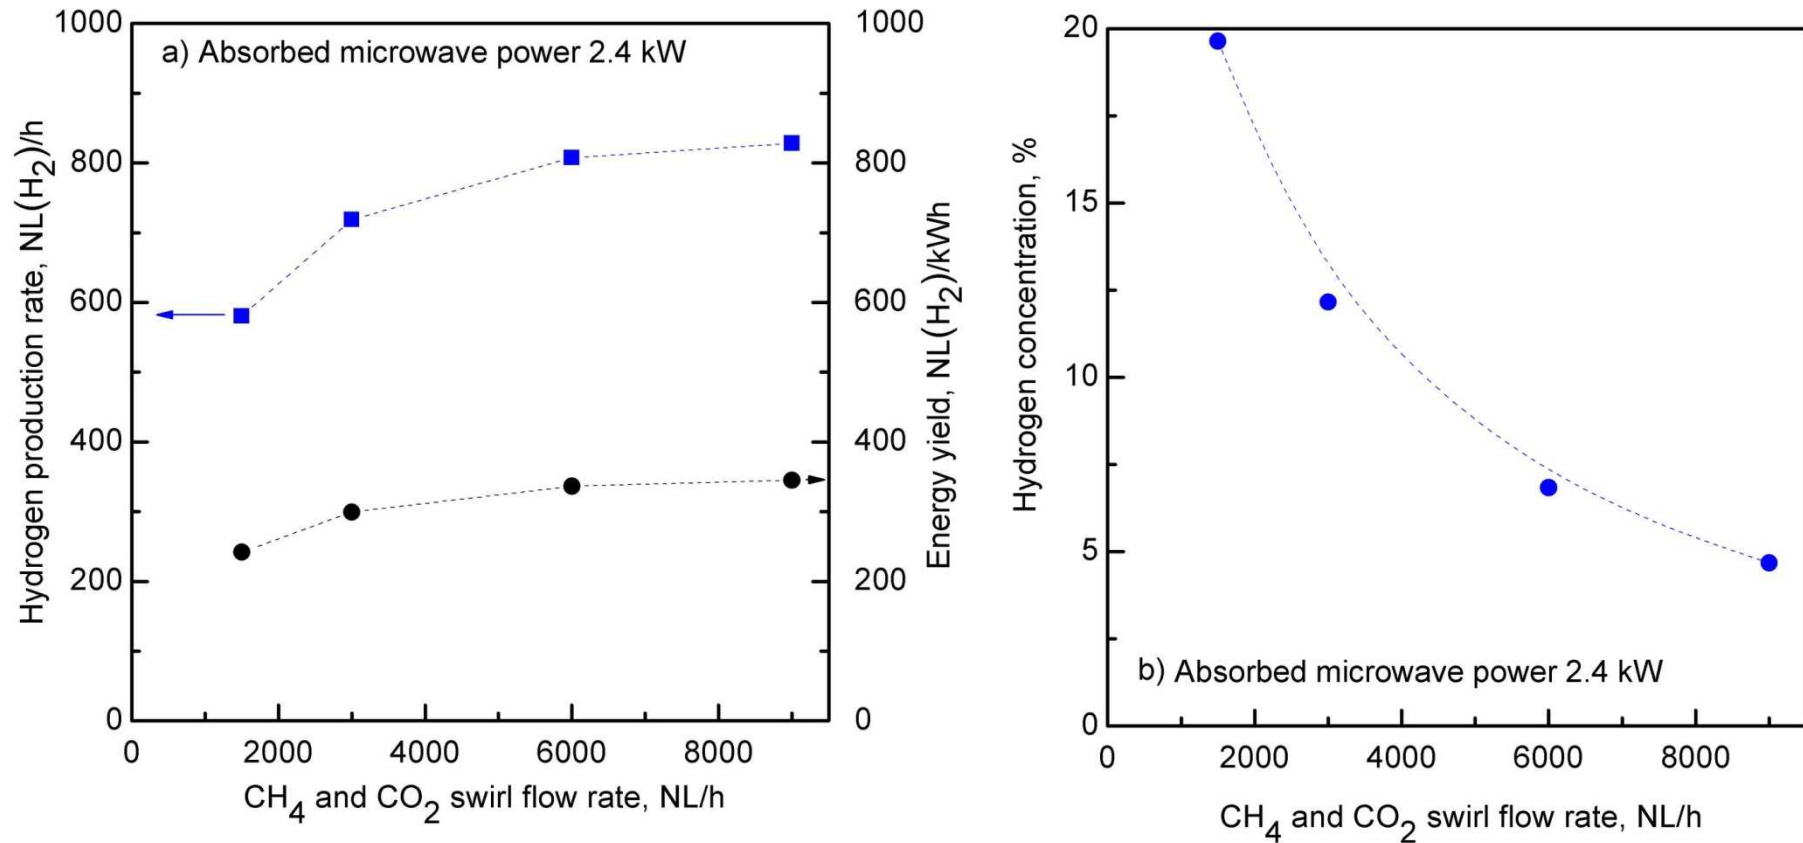 a) Absorbed microwave power 2.4 kW
Hydrogen production rate, NL(H2)/h
1000
800
600
400
200
0
0 2000 4000 6000 8000
CH4 and CO2 swirl flow rate, NL/h
1000
800
600
400
200
0
Energy yield, NL(H2)/kWh
Hydrogen concentration, %
20
15
10
5
0
b) Absorbed microwave power 2.4 kW
0 2000 4000 6000 8000
CH4 and CO2 swirl flow rate, NL/h